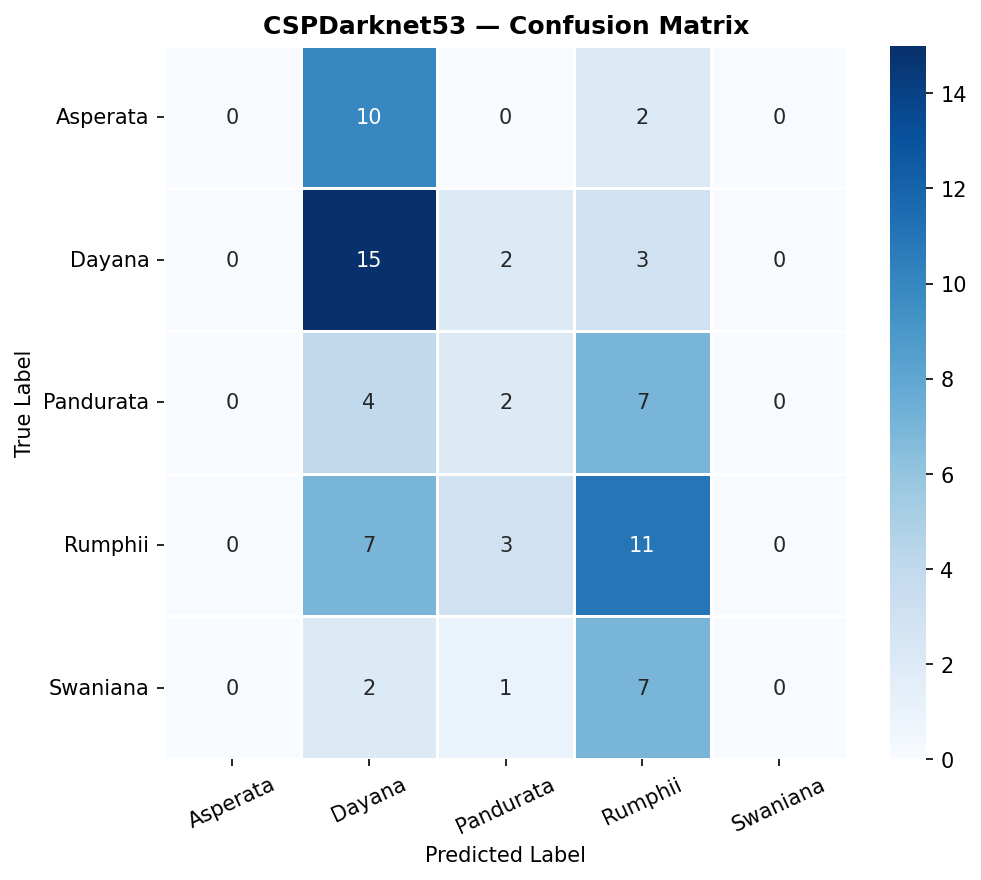 CSPDarknet53 — Confusion Matrix
Asperata 0 10 0 2 0
Dayana 0 15 2 3 0
Pandurata 0 4 2 7 0
Rumphii 0 7 3 11 0
Swaniana 0 2 1 7 0
True Label
Asperata Dayana Pandurata Rumphii Swaniana
Predicted Label
14
12
10
8
6
4
2
0